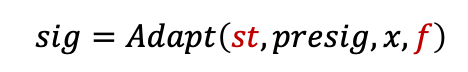 sig = Adapt(st, presig, x, f)